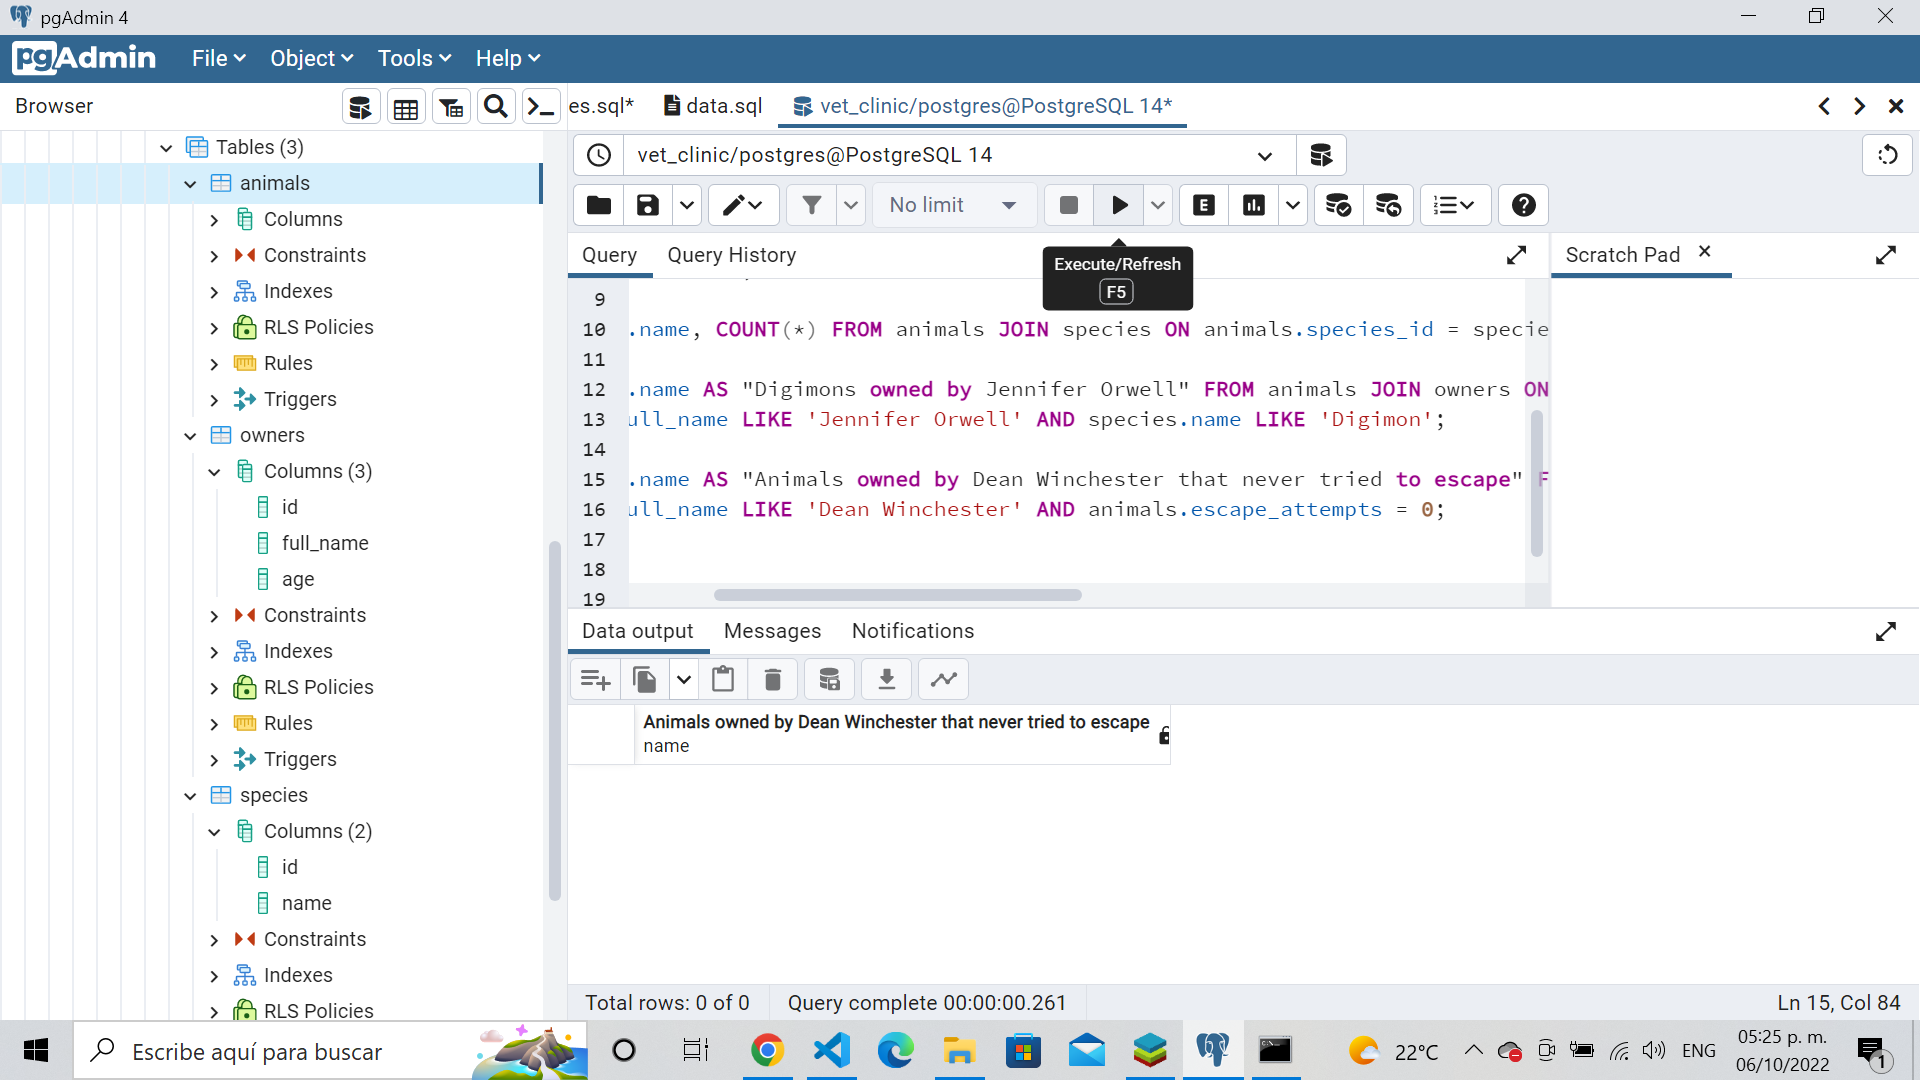 pgAdmin 4
pgAdmin File Object Tools Help
Browser
es.sql* data.sql vet_clinic/postgres@PostgreSQL 14*
Tables (3)
animals
Columns
Constraints
Indexes
RLS Policies
Rules
Triggers
owners
Columns (3)
id
full_name
age
Constraints
Indexes
RLS Policies
Rules
Triggers
species
Columns (2)
id
name
Constraints
Indexes
RLS Policies
vet_clinic/postgres@PostgreSQL 14
No limit
E
Query Query History
Execute/Refresh
F5
Scratch Pad
9
10 .name, COUNT(*) FROM animals JOIN species ON animals.species_id = specie
11
12 .name AS "Digimons owned by Jennifer Orwell" FROM animals JOIN owners ON
13 ull_name LIKE 'Jennifer Orwell' AND species.name LIKE 'Digimon';
14
15 .name AS "Animals owned by Dean Winchester that never tried to escape" F
16 ull_name LIKE 'Dean Winchester' AND animals.escape_attempts = 0;
17
18
19
Data output Messages Notifications
Animals owned by Dean Winchester that never tried to escape
name
Total rows: 0 of 0 Query complete 00:00:00.261 Ln 15, Col 84
Escribe aquí para buscar
22°C
ENG
05:25 p. m.
06/10/2022
1